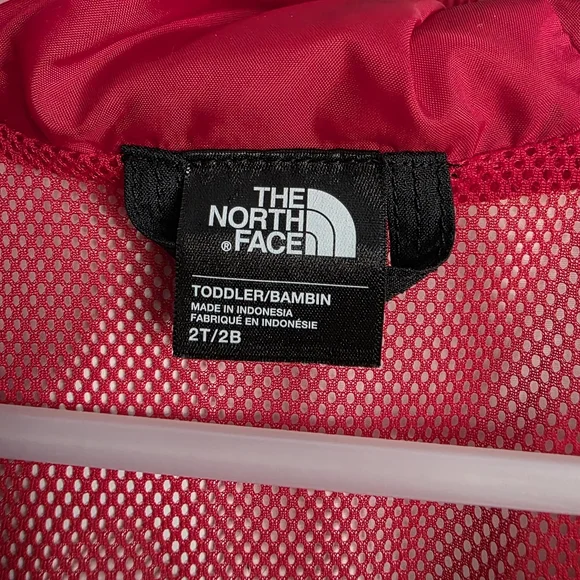 THE
NORTH
® FACE
TODDLER/BAMBIN
MADE IN INDONESIA
FABRIQUÉ EN INDONÉSIE
2T/2B